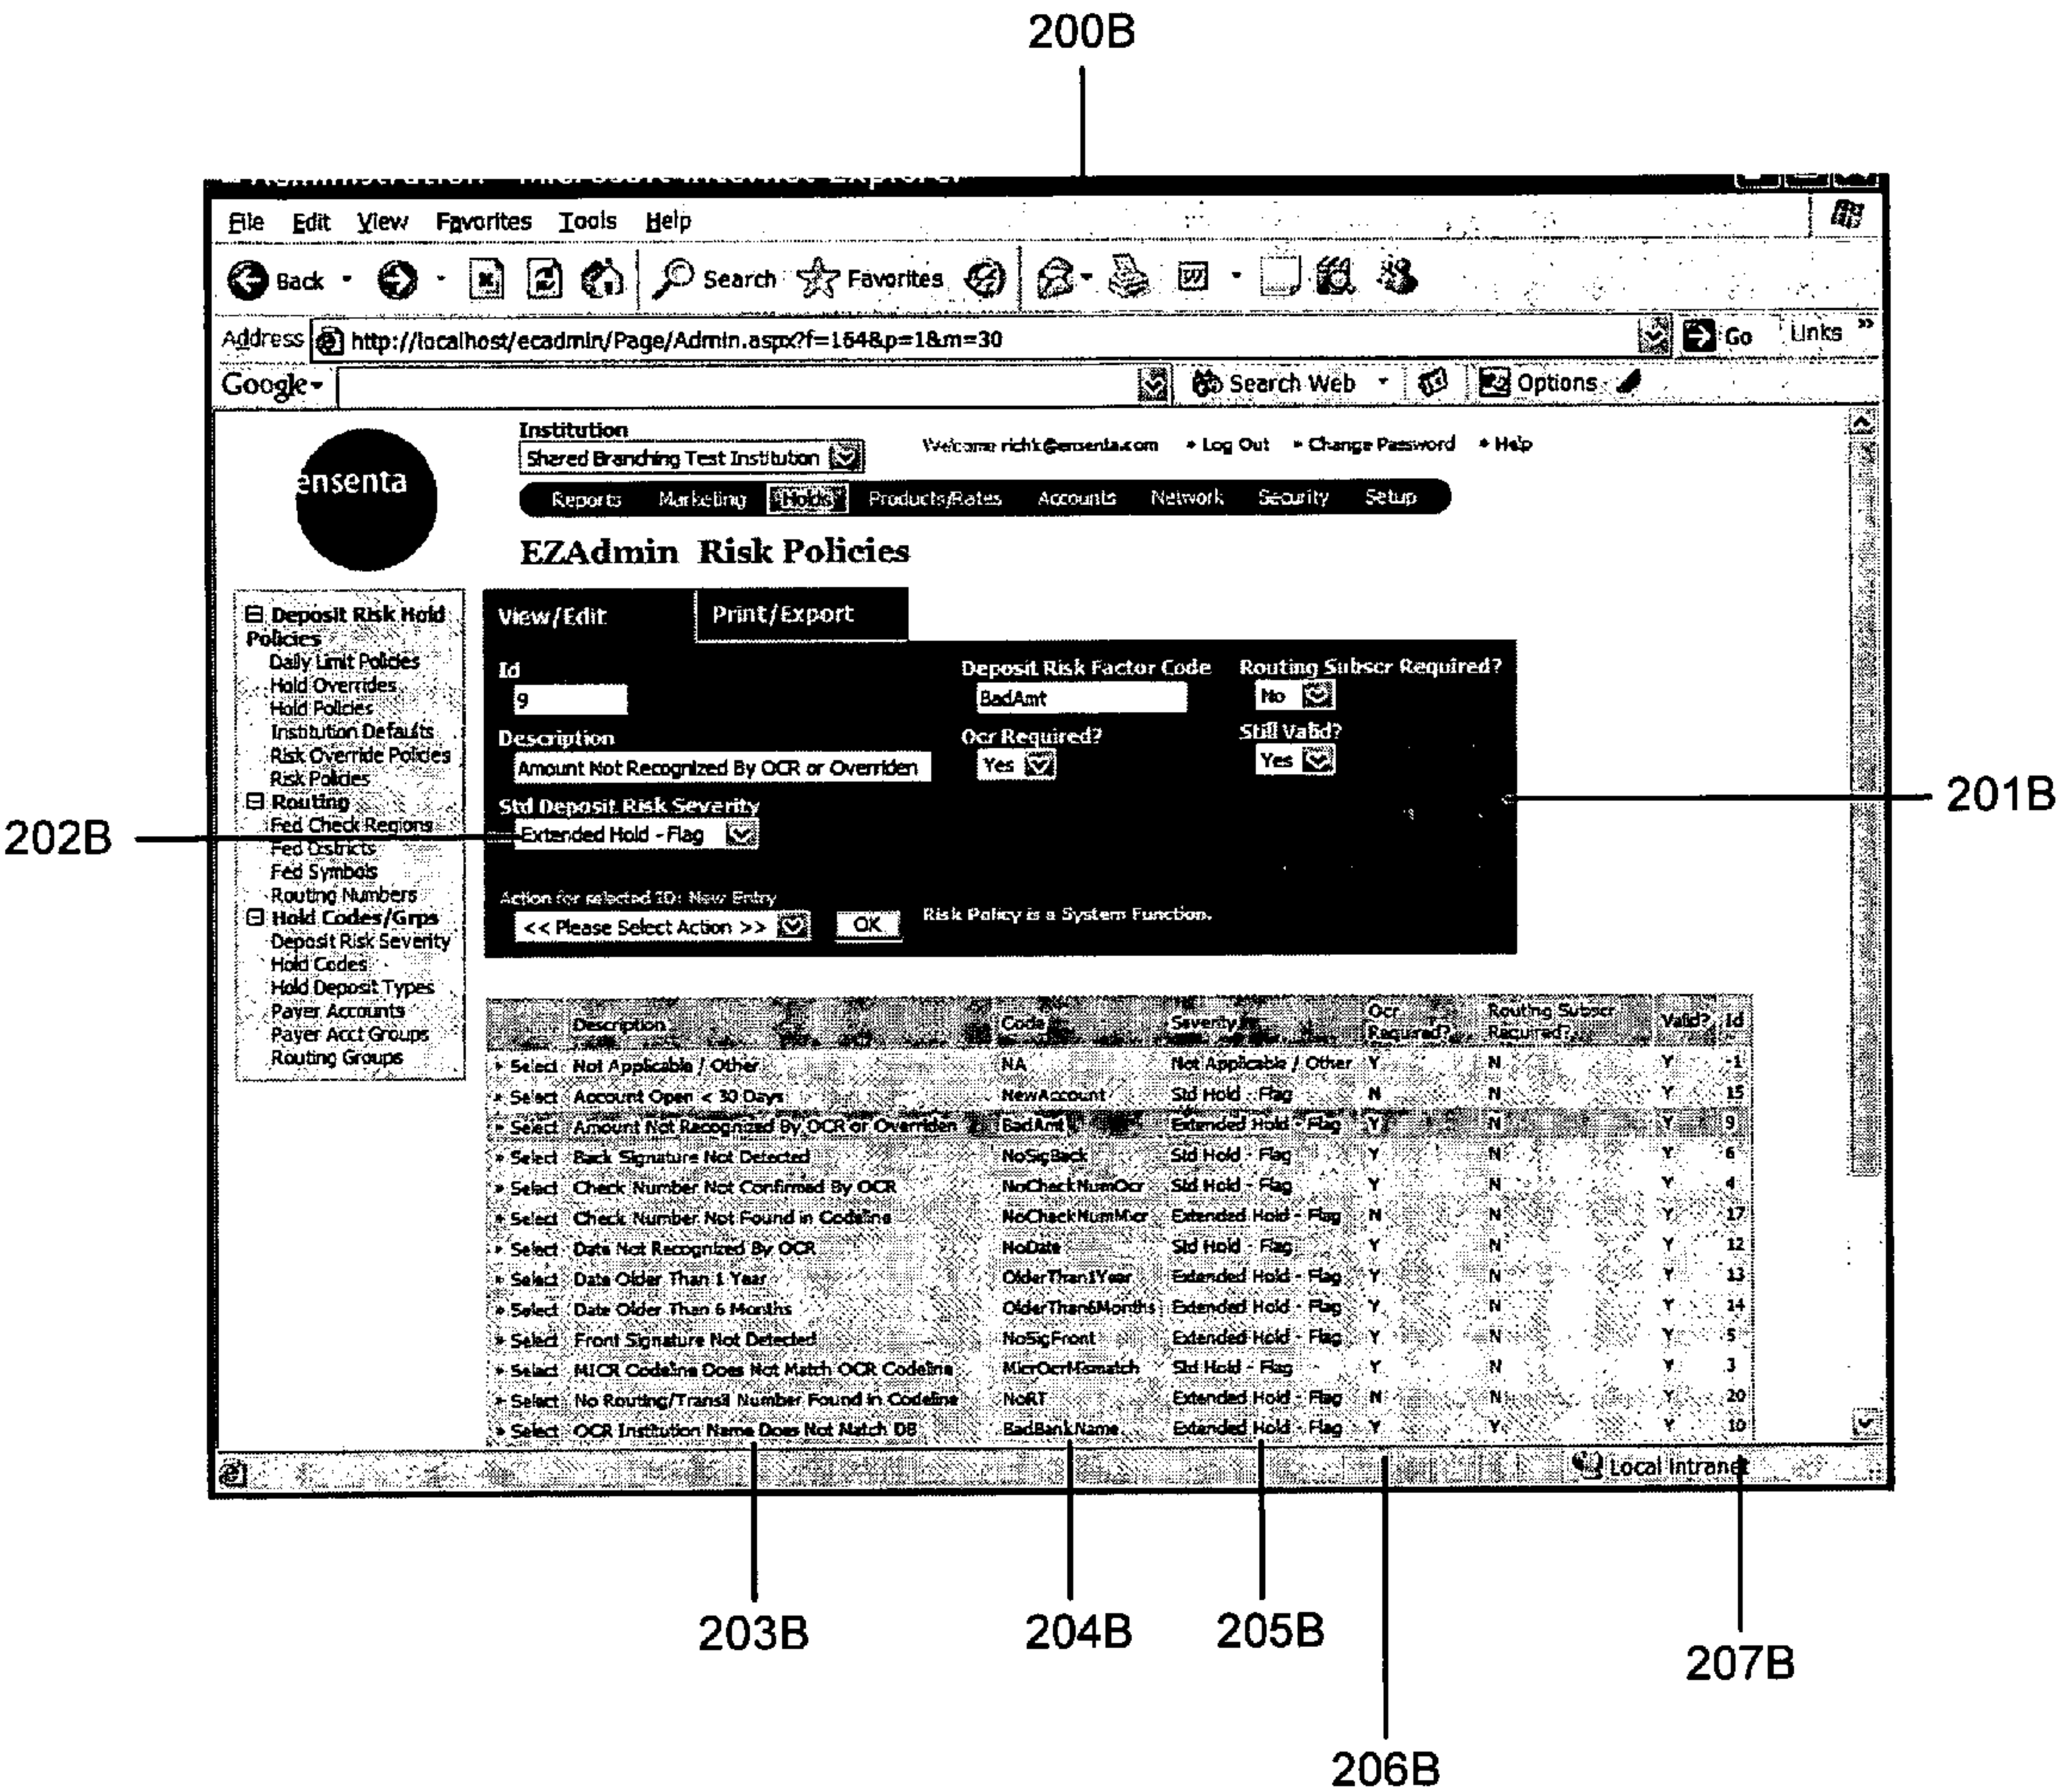 200B
File Edit View Favorites Tools Help
Back Search Favorites
Address http://localhost/ecadmin/Page/Admin.aspx?f=164&p=1&m=30 Go Links »
Google Search Web Options
ensenta
Institution
Shared Branching Test Institution
Welcome richk@ensenta.com Log Out Change Password Help
Reports Marketing Holds Products/Rates Accounts Network Security Setup
EZAdmin Risk Policies
Deposit Risk Hold
Policies
Daily Limit Policies
Hold Overrides
Hold Policies
Institution Defaults
Risk Override Policies
Risk Policies
Routing
Fed Check Regions
Fed Districts
Fed Symbols
Routing Numbers
Hold Codes/Grps
Deposit Risk Severity
Hold Codes
Hold Deposit Types
Payer Accounts
Payer Acct Groups
Routing Groups
View/Edit Print/Export
Id Deposit Risk Factor Code Routing Subscr Required?
9 BadAmt No
Description Ocr Required? Still Valid?
Amount Not Recognized By OCR or Overriden Yes Yes
Std Deposit Risk Severity
Extended Hold - Flag
Action for selected ID: New Entry
<< Please Select Action >> OK Risk Policy is a System Function.
201B
202B
Description Code Severity Ocr Required? Routing Subscr Required? Valid? Id
Select Not Applicable / Other NA Not Applicable / Other Y N Y -1
Select Account Open < 30 Days NewAccount Std Hold - Flag N N Y 15
Select Amount Not Recognized By OCR or Overriden BadAmt Extended Hold - Flag Y N Y 9
Select Back Signature Not Detected NoSigBack Std Hold - Flag Y N Y 6
Select Check Number Not Confirmed By OCR NoCheckNumOcr Std Hold - Flag Y N Y 4
Select Check Number Not Found in Codeline NoCheckNumMicr Extended Hold - Flag N N Y 17
Select Date Not Recognized By OCR NoDate Std Hold - Flag Y N Y 12
Select Date Older Than 1 Year OlderThan1Year Extended Hold - Flag Y N Y 13
Select Date Older Than 6 Months OlderThan6Months Extended Hold - Flag Y N Y 14
Select Front Signature Not Detected NoSigFront Extended Hold - Flag Y N Y 5
Select MICR Codeline Does Not Match OCR Codeline MicrOcrMismatch Std Hold - Flag Y N Y 3
Select No Routing/Transit Number Found in Codeline NoRT Extended Hold - Flag N N Y 20
Select OCR Institution Name Does Not Match DB BadBankName Extended Hold - Flag Y Y Y 10
Local intranet
203B 204B 205B
207B
206B